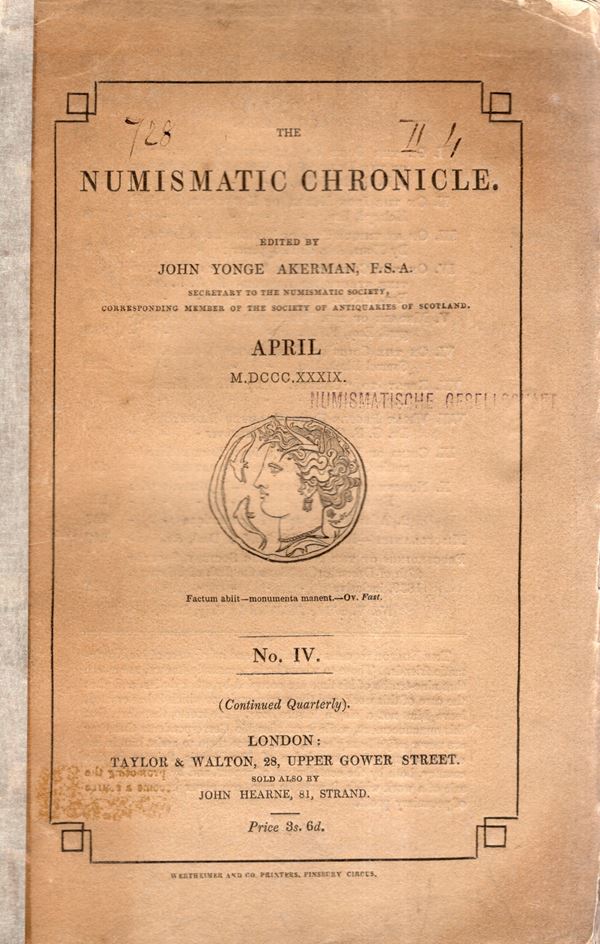 728
II 4
THE
NUMISMATIC CHRONICLE.
EDITED BY
JOHN YONGE AKERMAN, F.S.A.
SECRETARY TO THE NUMISMATIC SOCIETY,
CORRESPONDING MEMBER OF THE SOCIETY OF ANTIQUARIES OF SCOTLAND.
APRIL
M.DCCC.XXXIX.
NUMISMATISCHE GESELLSCHAFT
Factum abiit—monumenta manent.—Ov. Fast.
No. IV.
(Continued Quarterly).
LONDON:
TAYLOR & WALTON, 28, UPPER GOWER STREET.
SOLD ALSO BY
JOHN HEARNE, 81, STRAND.
Price 3s. 6d.
WERTHEIMER AND CO. PRINTERS, FINSBURY CIRCUS.